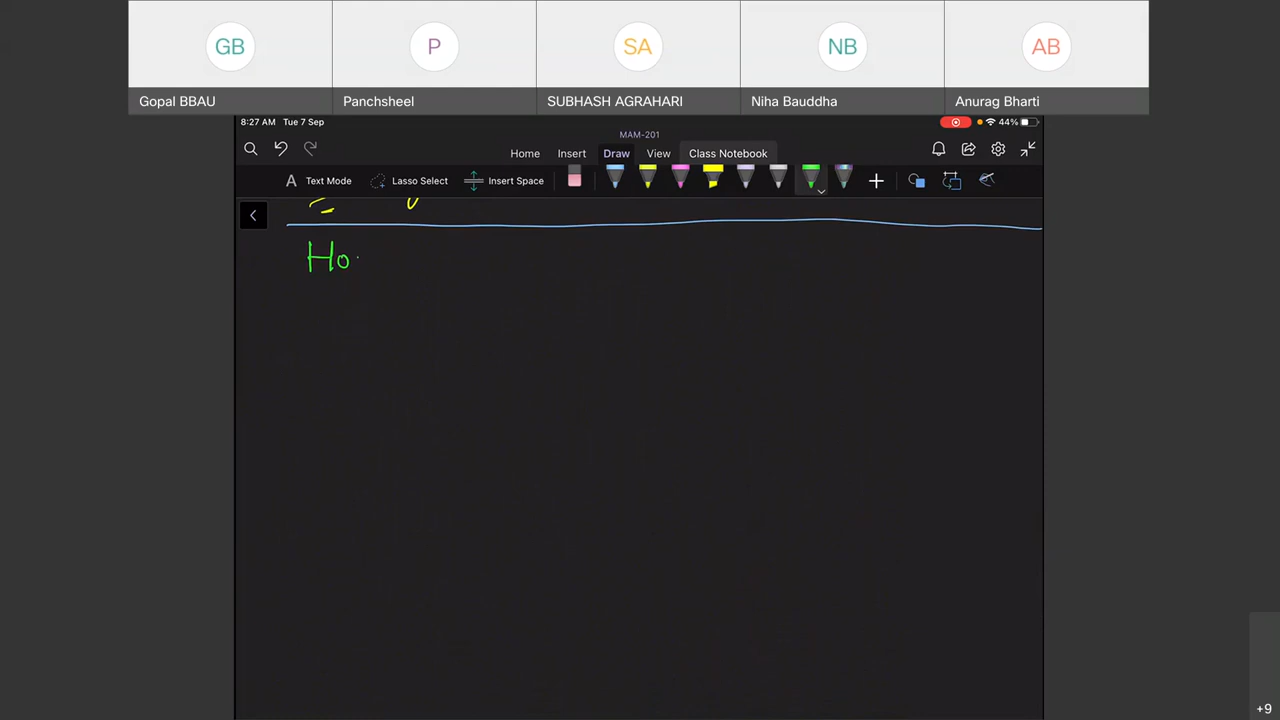 GB P SA NB AB
Gopal BBAU Panchsheel SUBHASH AGRAHARI Niha Bauddha Anurag Bharti
8:27 AM Tue 7 Sep 44%
MAM-201
Home Insert Draw View Class Notebook
Text Mode Lasso Select Insert Space
Ho
+9